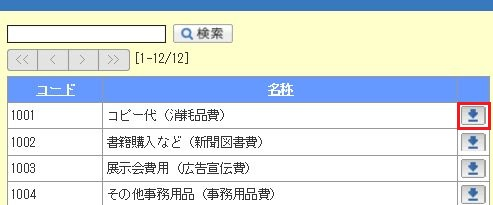 検索
<< < > >> [1-12/12]
コード 名称
1001 コピー代（消耗品費）
1002 書籍購入など（新聞図書費）
1003 展示会費用（広告宣伝費）
1004 その他事務用品（事務用品費）